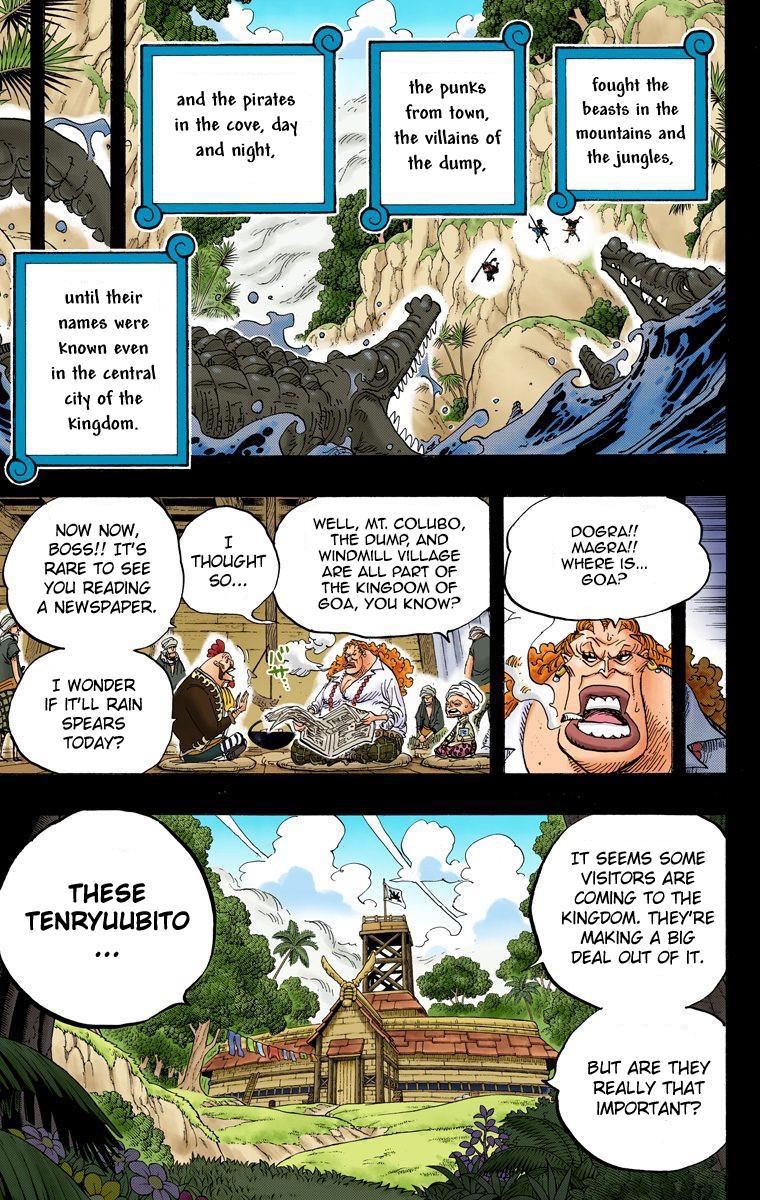 fought the
beasts in the
mountains and
the jungles,
the punks
from town,
the villains of
the dump,
and the pirates
in the cove, day
and night,
until their
names were
known even
in the central
city of the
kingdom.
DOGRA!!
MAGRA!!
WHERE IS...
GOA?
WELL, MT. COLUBO,
THE DUMP, AND
WINDMILL VILLAGE
ARE ALL PART OF
THE KINGDOM OF
GOA, YOU KNOW?
I
THOUGHT
SO...
NOW NOW,
BOSS!! IT'S
RARE TO SEE
YOU READING
A NEWSPAPER.
I WONDER
IF IT'LL RAIN
SPEARS
TODAY?
IT SEEMS SOME
VISITORS ARE
COMING TO THE
KINGDOM. THEY'RE
MAKING A BIG
DEAL OUT OF IT.
BUT ARE THEY
REALLY THAT
IMPORTANT?
THESE
TENRYUUBITO
...